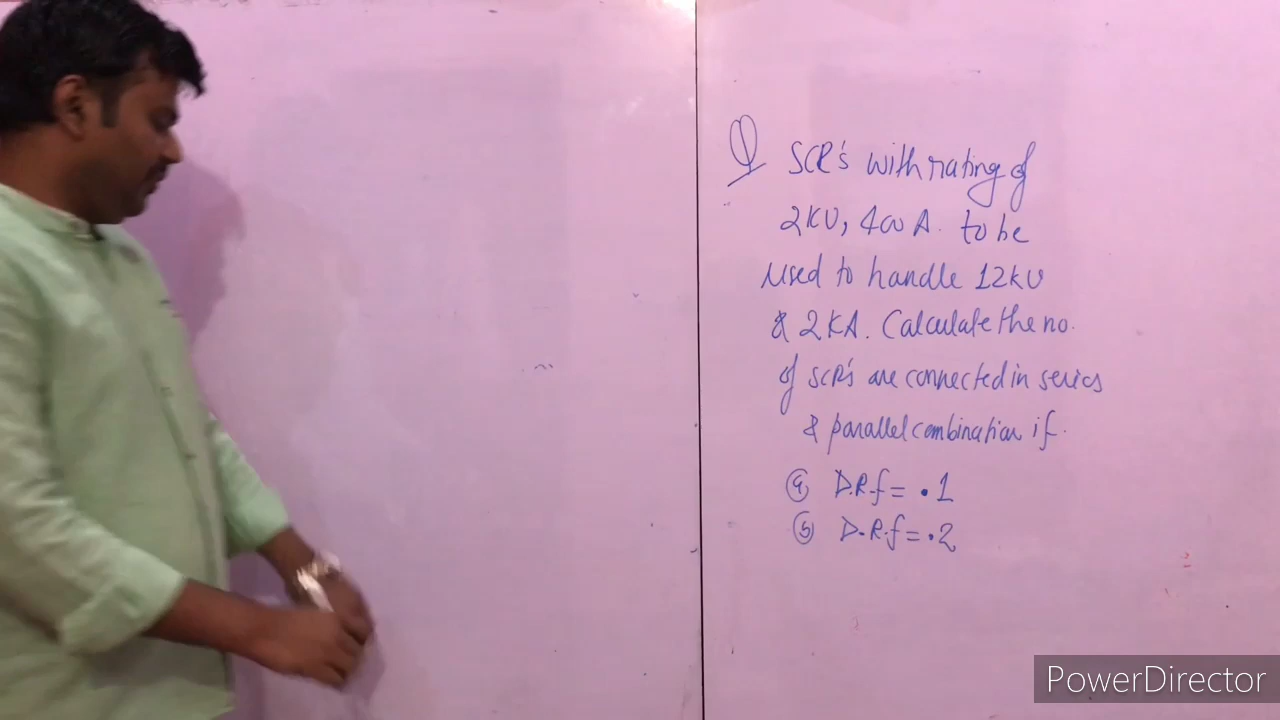 Q SCR's with rating of
2KV, 400 A. to be
used to handle 12KV
& 2KA. Calculate the no.
of SCR's are connected in series
& parallel combination if.
(a) D.R.f = .1
(b) D.R.f = .2
PowerDirector